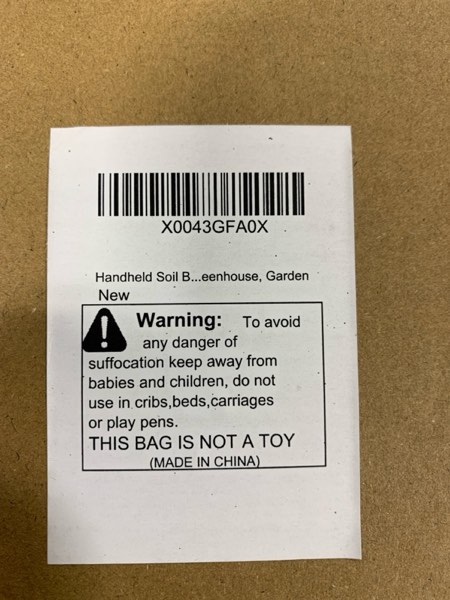 X0043GFA0X
Handheld Soil B...eenhouse, Garden
New
Warning: To avoid
any danger of
suffocation keep away from
babies and children, do not
use in cribs,beds,carriages
or play pens.
THIS BAG IS NOT A TOY
(MADE IN CHINA)